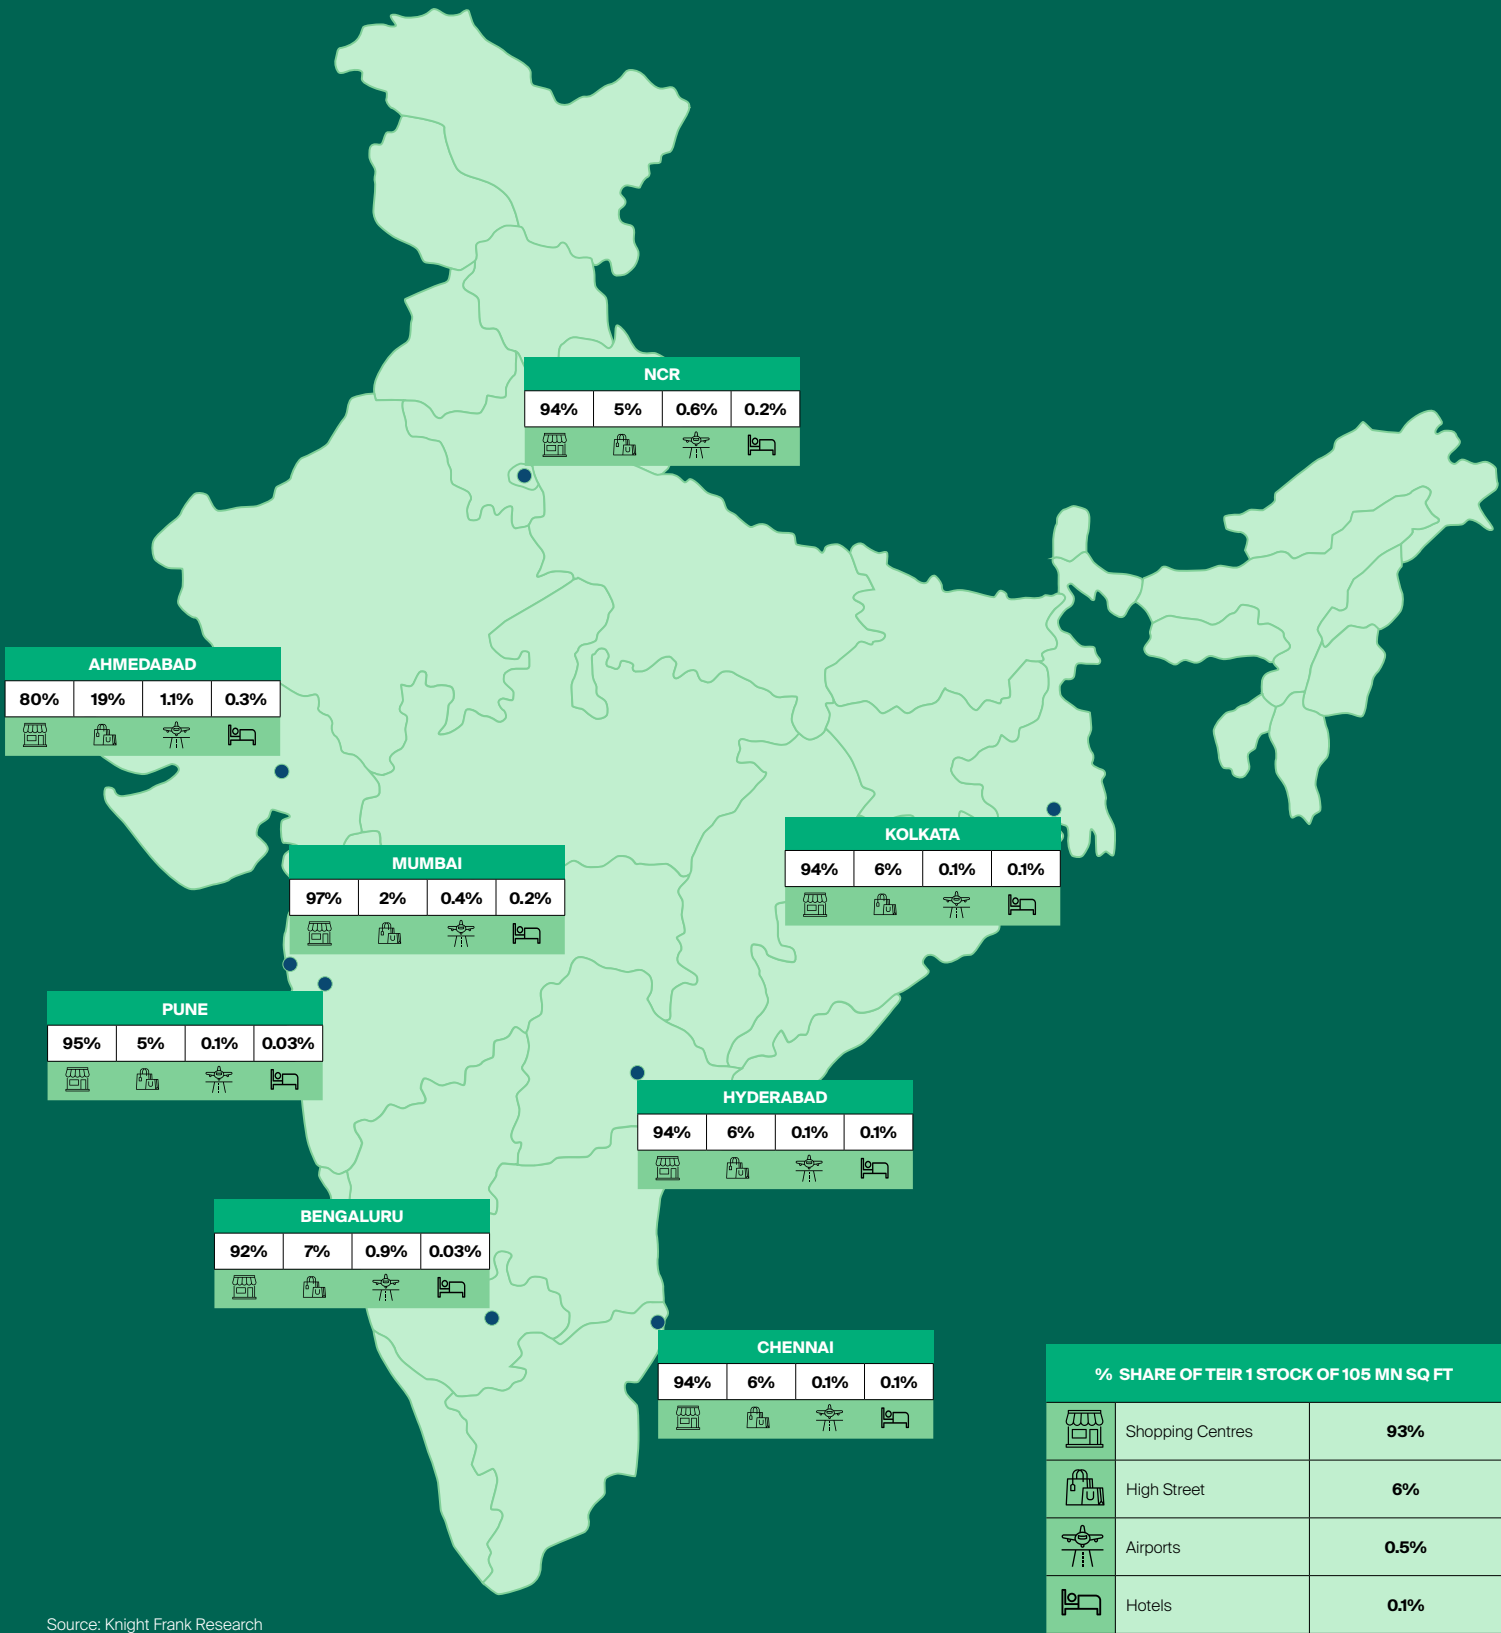 NCR
94% 5% 0.6% 0.2%
AHMEDABAD
80% 19% 1.1% 0.3%
KOLKATA
94% 6% 0.1% 0.1%
MUMBAI
97% 2% 0.4% 0.2%
PUNE
95% 5% 0.1% 0.03%
HYDERABAD
94% 6% 0.1% 0.1%
BENGALURU
92% 7% 0.9% 0.03%
CHENNAI
94% 6% 0.1% 0.1%
% SHARE OF TEIR 1 STOCK OF 105 MN SQ FT
Shopping Centres 93%
High Street 6%
Airports 0.5%
Hotels 0.1%
Source: Knight Frank Research